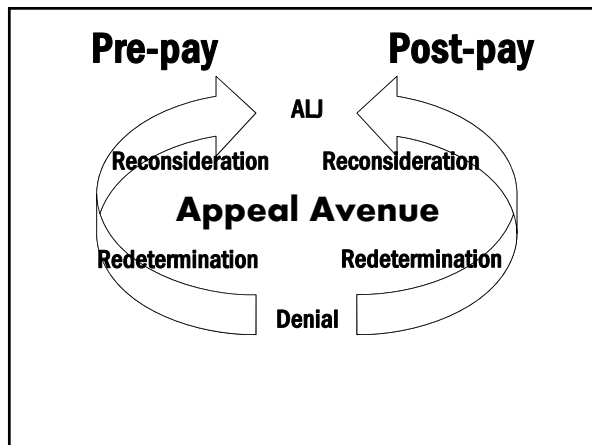 Pre-pay Post-pay
ALJ
Reconsideration Reconsideration
Appeal Avenue
Redetermination Redetermination
Denial